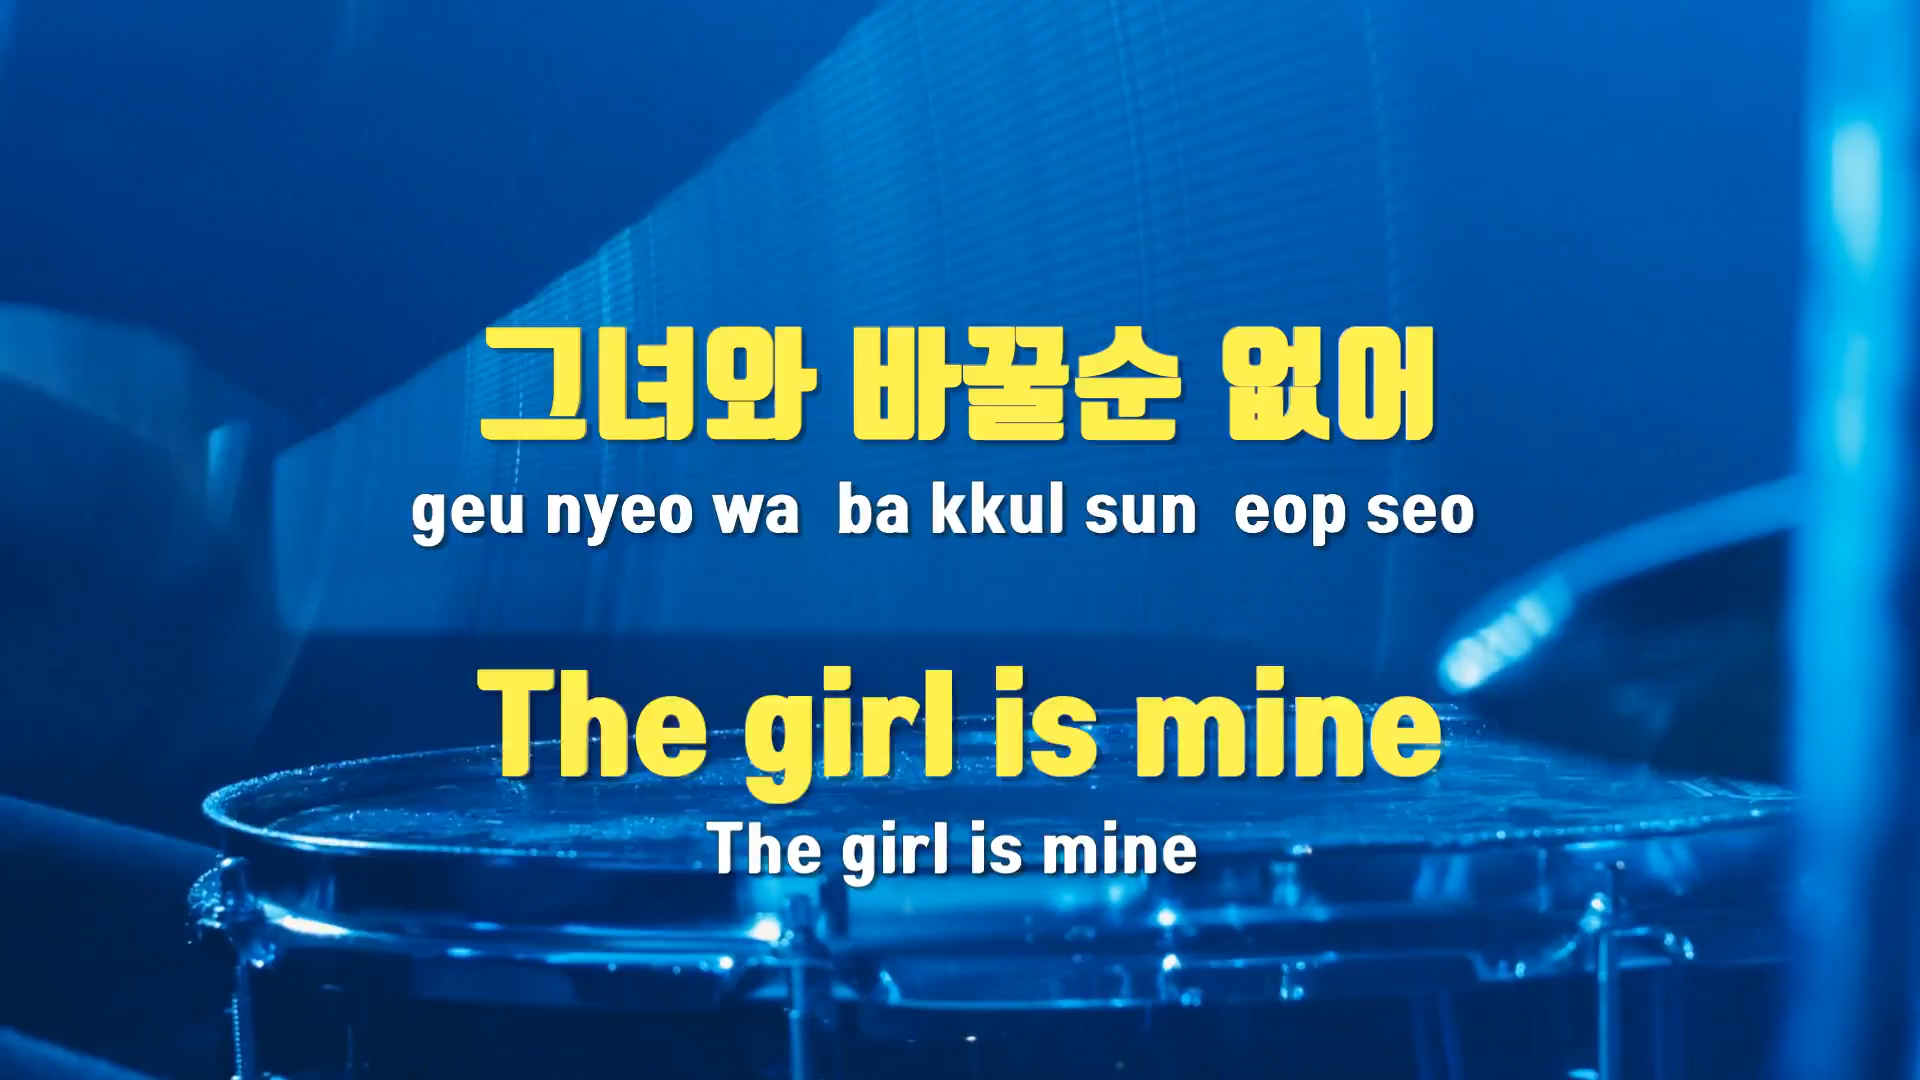 그녀와 바꿀순 없어
geu nyeo wa ba kkul sun eop seo
The girl is mine
The girl is mine